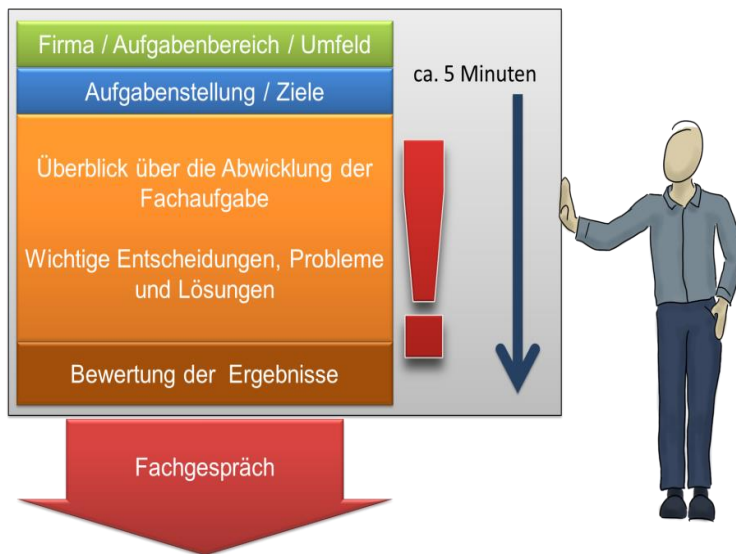 Firma / Aufgabenbereich / Umfeld
ca. 5 Minuten
Aufgabenstellung / Ziele
Überblick über die Abwicklung der
Fachaufgabe
Wichtige Entscheidungen, Probleme
und Lösungen
!
Bewertung der Ergebnisse
Fachgespräch